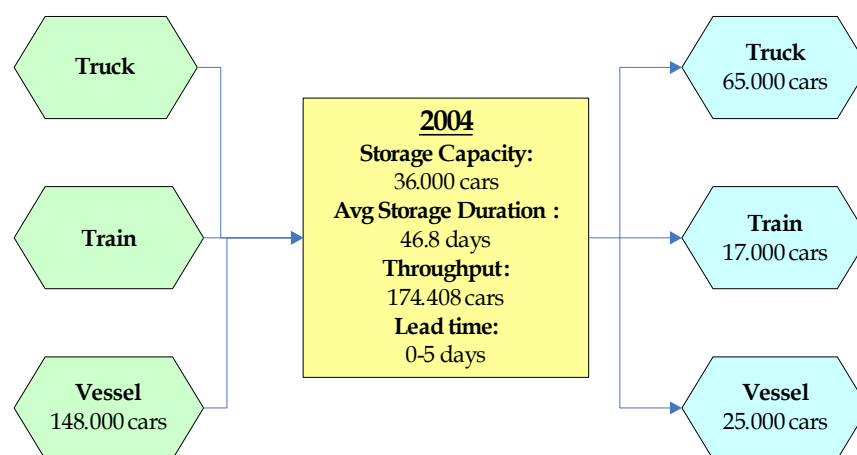 Truck
Train
Vessel
148.000 cars
2004
Storage Capacity:
36.000 cars
Avg Storage Duration :
46.8 days
Throughput:
174.408 cars
Lead time:
0-5 days
Truck
65.000 cars
Train
17.000 cars
Vessel
25.000 cars